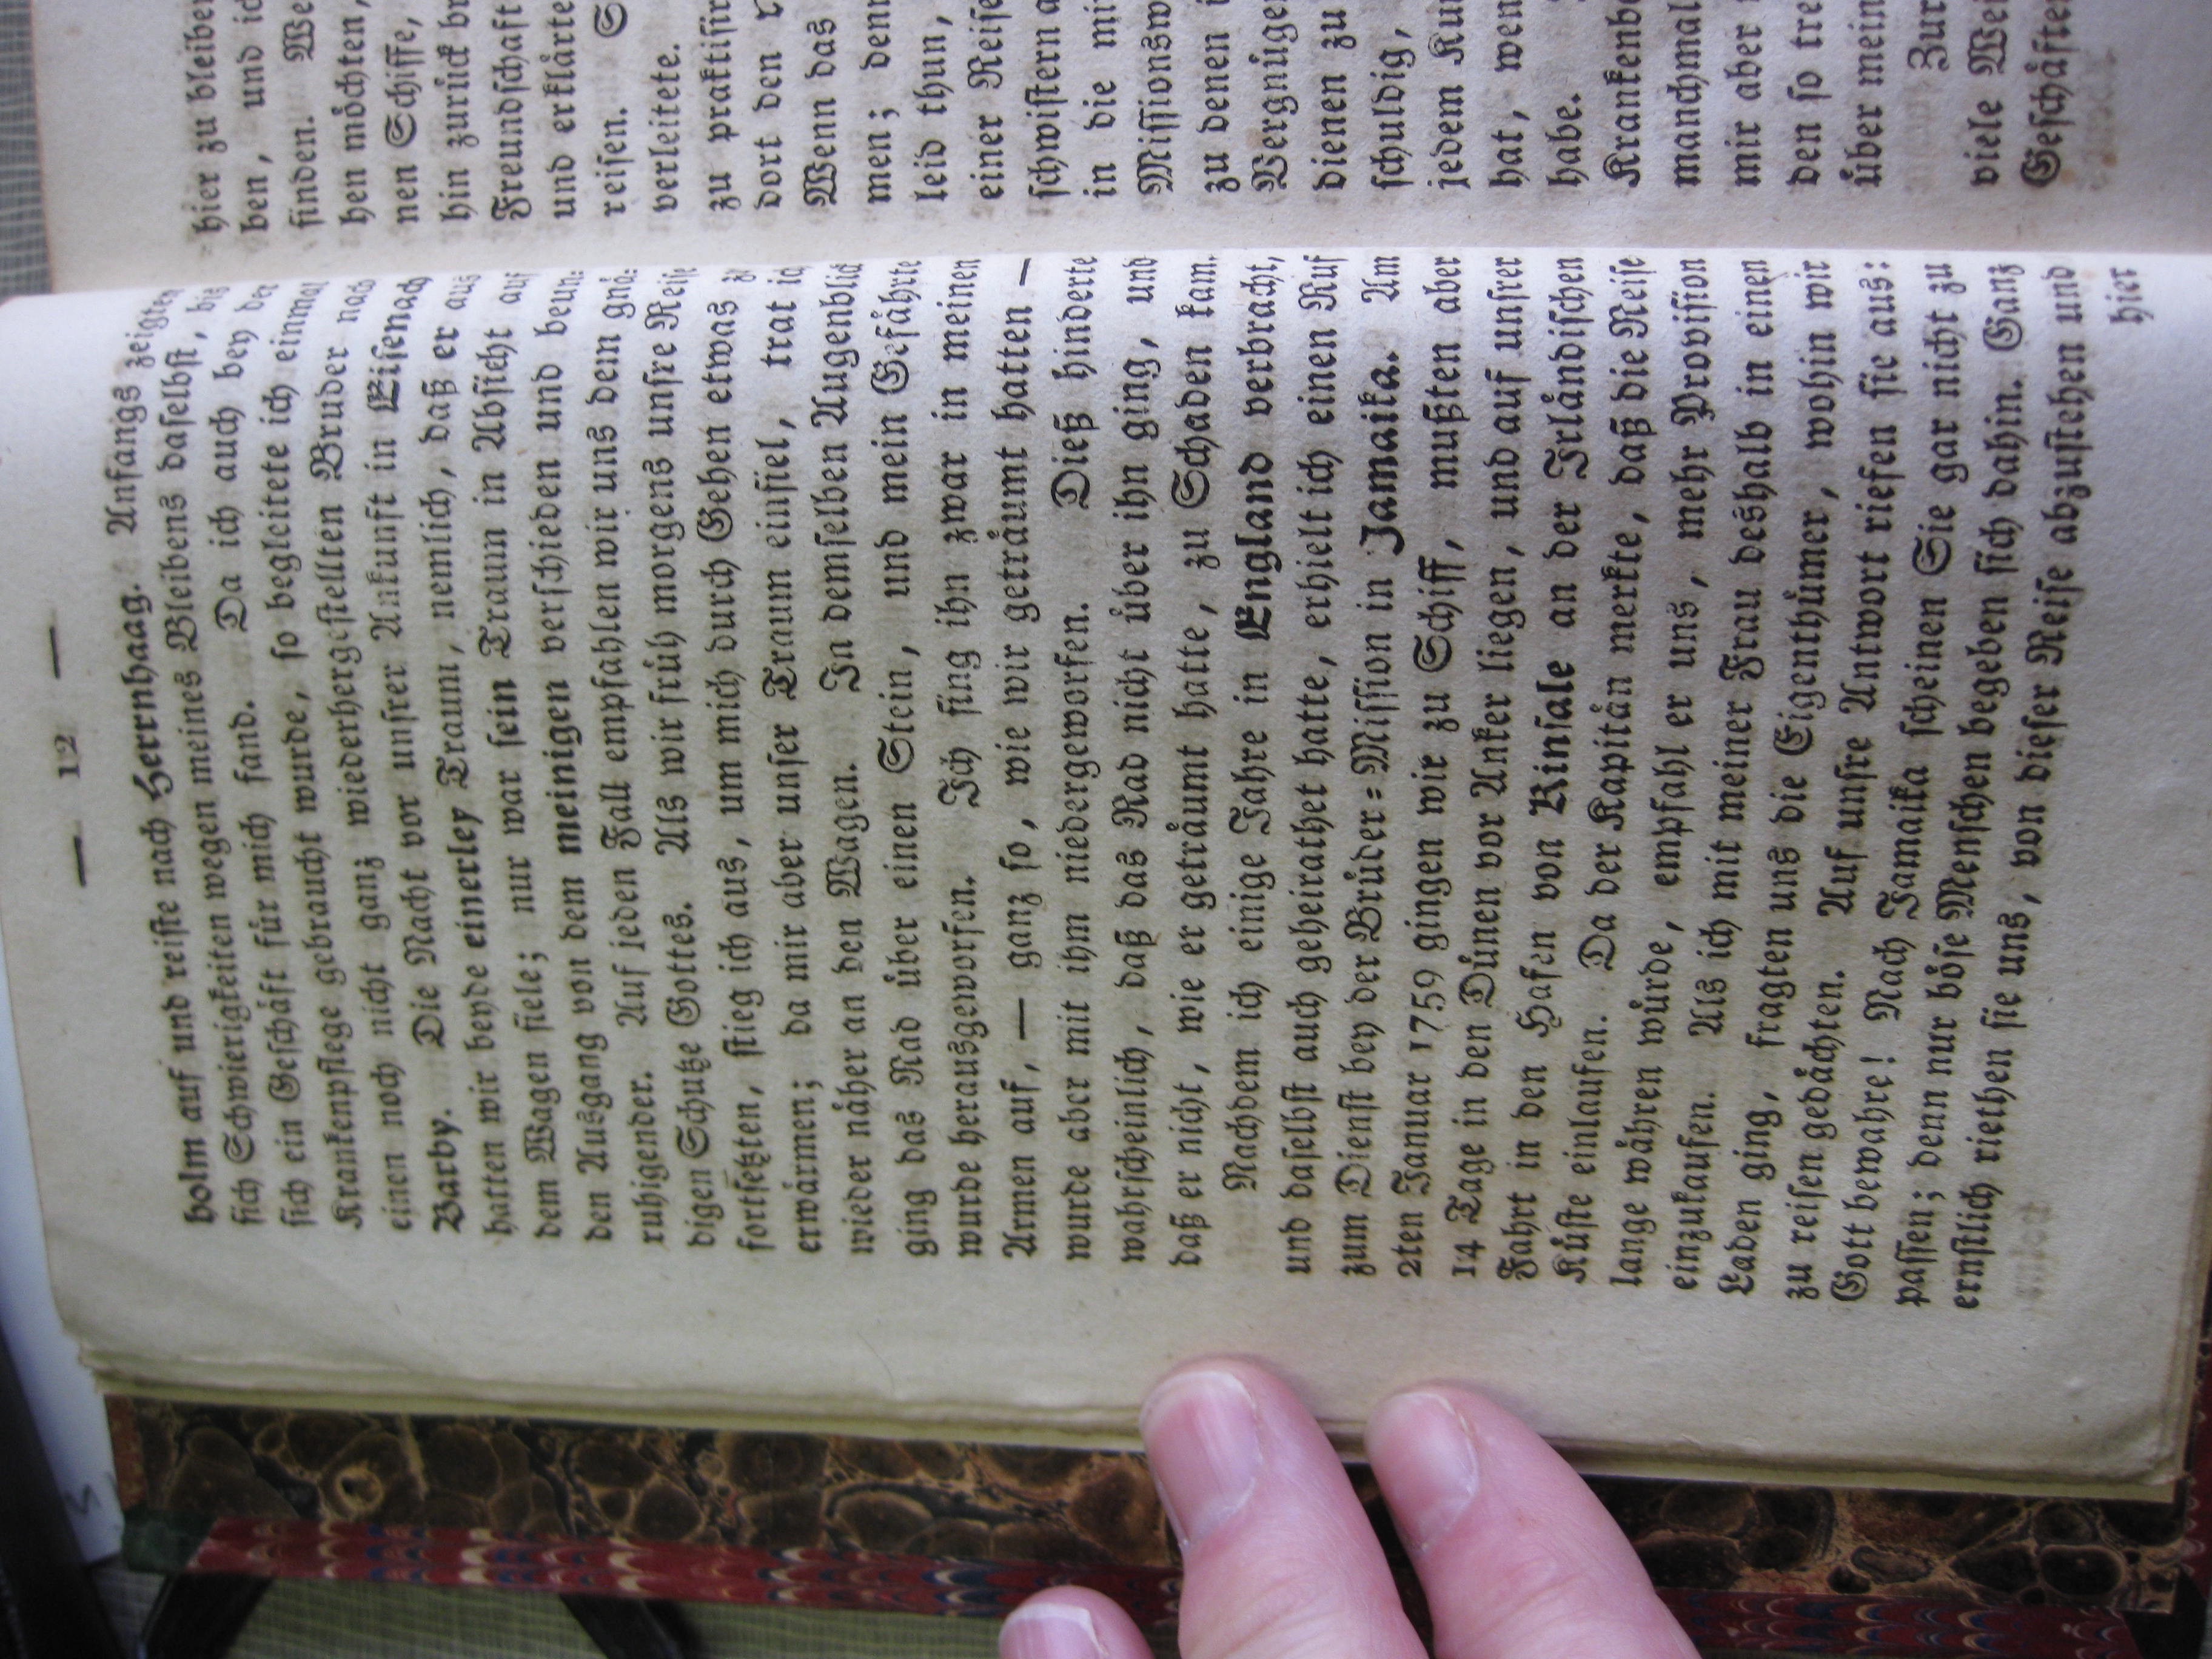 — 12 —
holm auf und reiſte nach Herrnhaag. Anfangs zeigten
ſich Schwierigkeiten wegen meines Bleibens daſelbſt, bis
ſich ein Geſchäft für mich fand. Da ich auch bey der
Krankenpflege gebraucht wurde, ſo begleitete ich einmal
einen noch nicht ganz wiederhergeſtellten Bruder nach
Barby. Die Nacht vor unſrer Ankunft in Eiſenach
hatten wir beyde einerley Traum, nemlich, daß er aus
dem Wagen fiele; nur war ſein Traum in Abſicht auf
den Ausgang von dem meinigen verſchieden und beun⸗
ruhigender. Auf jeden Fall empfahlen wir uns dem gnä⸗
digen Schutze Gottes. Als wir früh morgens unſre Reiſe
fortſetzten, ſtieg ich aus, um mich durch Gehen etwas zu
erwärmen; da mir aber unſer Traum einfiel, trat ich
wieder näher an den Wagen. In demſelben Augenblick
ging das Rad über einen Stein, und mein Gefährte
wurde herausgeworfen. Ich fing ihn zwar in meinen
Armen auf, — ganz ſo, wie wir geträumt hatten —
wurde aber mit ihm niedergeworfen. Dieß hinderte
wahrſcheinlich, daß das Rad nicht über ihn ging, und
daß er nicht, wie er geträumt hatte, zu Schaden kam.
Nachdem ich einige Jahre in England verbracht,
und daſelbſt auch geheirathet hatte, erhielt ich einen Ruf
zum Dienſt bey der Brüder⸗Miſſion in Jamaika. Am
2ten Januar 1759 gingen wir zu Schiff, mußten aber
14 Tage in den Dünen vor Anker liegen, und auf unſrer
Fahrt in den Hafen von Kinſale an der Irländiſchen
Küſte einlaufen. Da der Kapitän merkte, daß die Reiſe
lange währen würde, empfahl er uns, mehr Proviſion
einzukaufen. Als ich mit meiner Frau deshalb in einen
Laden ging, fragten uns die Eigenthümer, wohin wir
zu reiſen gedächten. Auf unſre Antwort riefen ſie aus:
Gott bewahre! Nach Jamaika ſcheinen Sie gar nicht zu
paſſen; denn nur böſe Menſchen begeben ſich dahin. Ganz
ernſtlich riethen ſie uns, von dieſer Reiſe abzuſtehen und
hier
hier zu bleiben
ben, und
finden.
hen möchten,
nen Schiffe,
hin zurück
Freundſchaft
und erklärte
reiſen.
verleitete.
zu
dort den
Wenn das
men; denn
leid thun,
einer Reiſe
ſchwiſtern
in die
zu denen
dienen zu
ſchuldig,
jedem
hat,
habe.
manchmal
mir aber
den ſo
über
Zur
viele